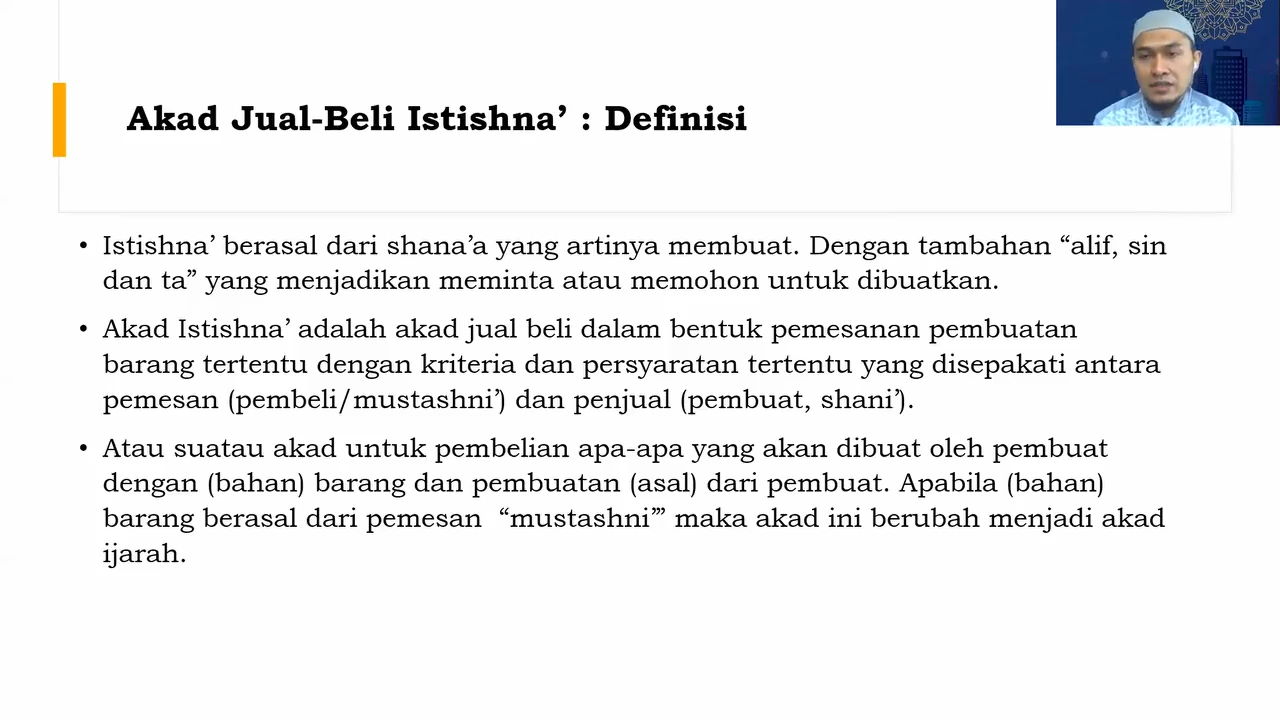 Akad Jual-Beli Istishna’ : Definisi
• Istishna’ berasal dari shana’a yang artinya membuat. Dengan tambahan “alif, sin
dan ta” yang menjadikan meminta atau memohon untuk dibuatkan.
• Akad Istishna’ adalah akad jual beli dalam bentuk pemesanan pembuatan
barang tertentu dengan kriteria dan persyaratan tertentu yang disepakati antara
pemesan (pembeli/mustashni’) dan penjual (pembuat, shani’).
• Atau suatau akad untuk pembelian apa-apa yang akan dibuat oleh pembuat
dengan (bahan) barang dan pembuatan (asal) dari pembuat. Apabila (bahan)
barang berasal dari pemesan “mustashni’” maka akad ini berubah menjadi akad
ijarah.